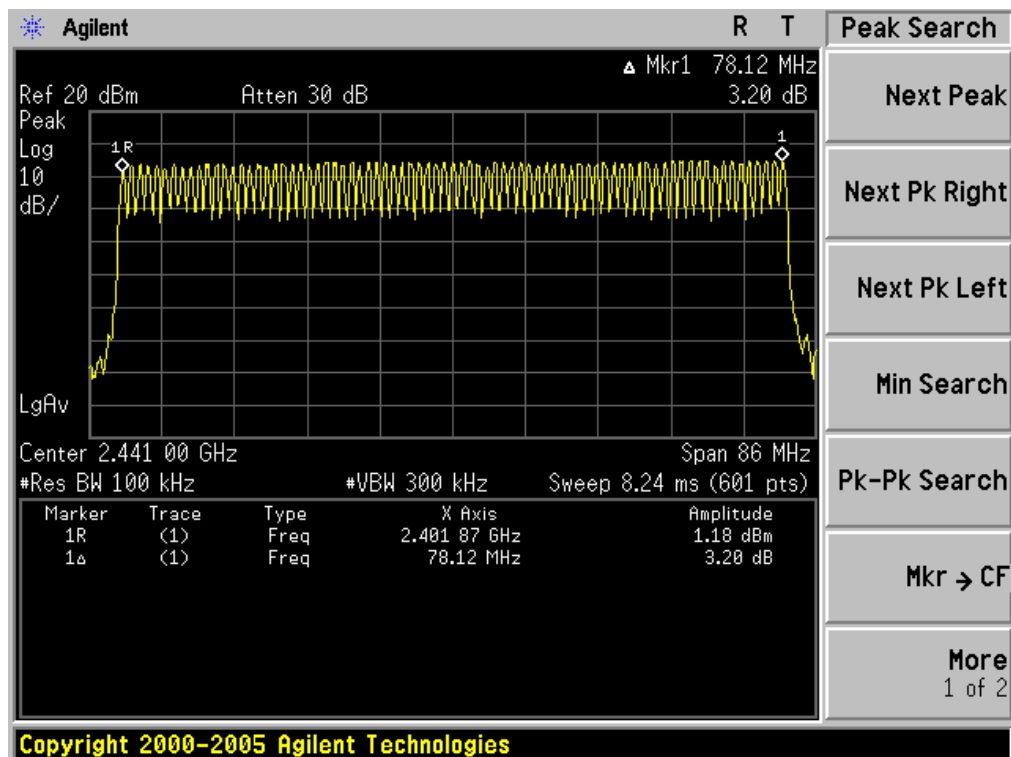 Agilent
R T
Peak Search
Δ Mkr1 78.12 MHz
Ref 20 dBm Atten 30 dB 3.20 dB
Peak
Log
10
dB/
1R
1
LgAv
Center 2.441 00 GHz Span 86 MHz
#Res BW 100 kHz #VBW 300 kHz Sweep 8.24 ms (601 pts)
Marker Trace Type X Axis Amplitude
1R (1) Freq 2.401 87 GHz 1.18 dBm
1Δ (1) Freq 78.12 MHz 3.20 dB
Next Peak
Next Pk Right
Next Pk Left
Min Search
Pk-Pk Search
Mkr → CF
More
1 of 2
Copyright 2000-2005 Agilent Technologies